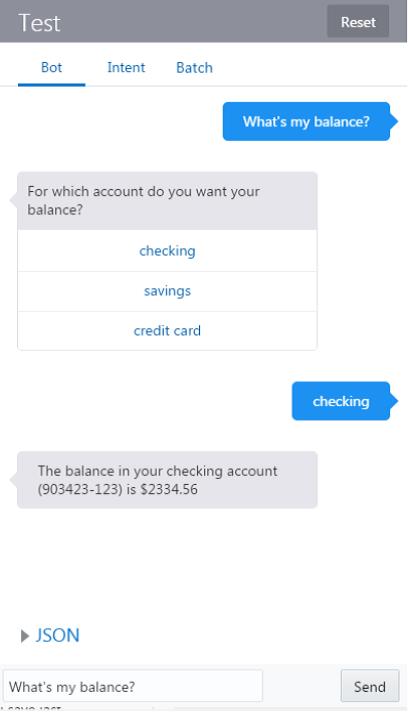 Test
Reset
Bot Intent Batch
What's my balance?
For which account do you want your
balance?
checking
savings
credit card
checking
The balance in your checking account
(903423-123) is $2334.56
JSON
What's my balance?
Send